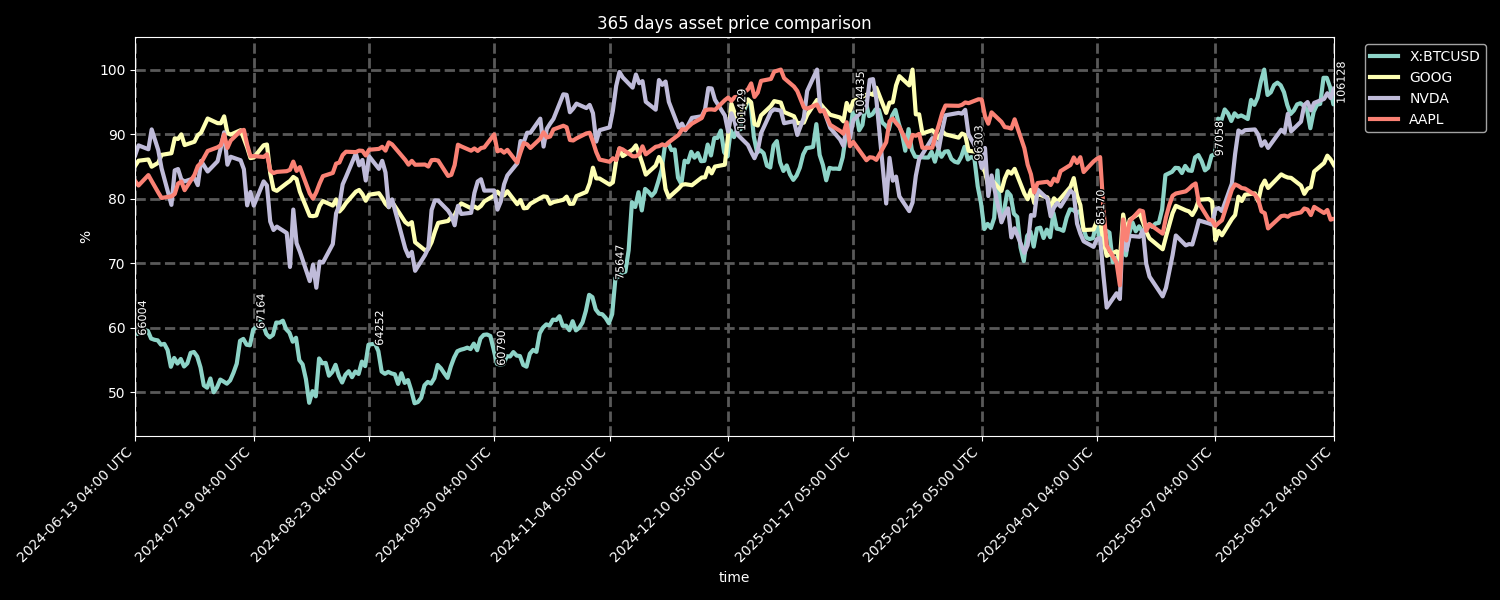 365 days asset price comparison
X:BTCUSD
GOOG
NVDA
AAPL
%
100
90
80
70
60
50
66004
67164
64252
60790
75647
101429
104435
96303
85170
97058
106128
2024-06-13 04:00 UTC
2024-07-19 04:00 UTC
2024-08-23 04:00 UTC
2024-09-30 04:00 UTC
2024-11-04 05:00 UTC
2024-12-10 05:00 UTC
2025-01-17 05:00 UTC
2025-02-25 05:00 UTC
2025-04-01 04:00 UTC
2025-05-07 04:00 UTC
2025-06-12 04:00 UTC
time